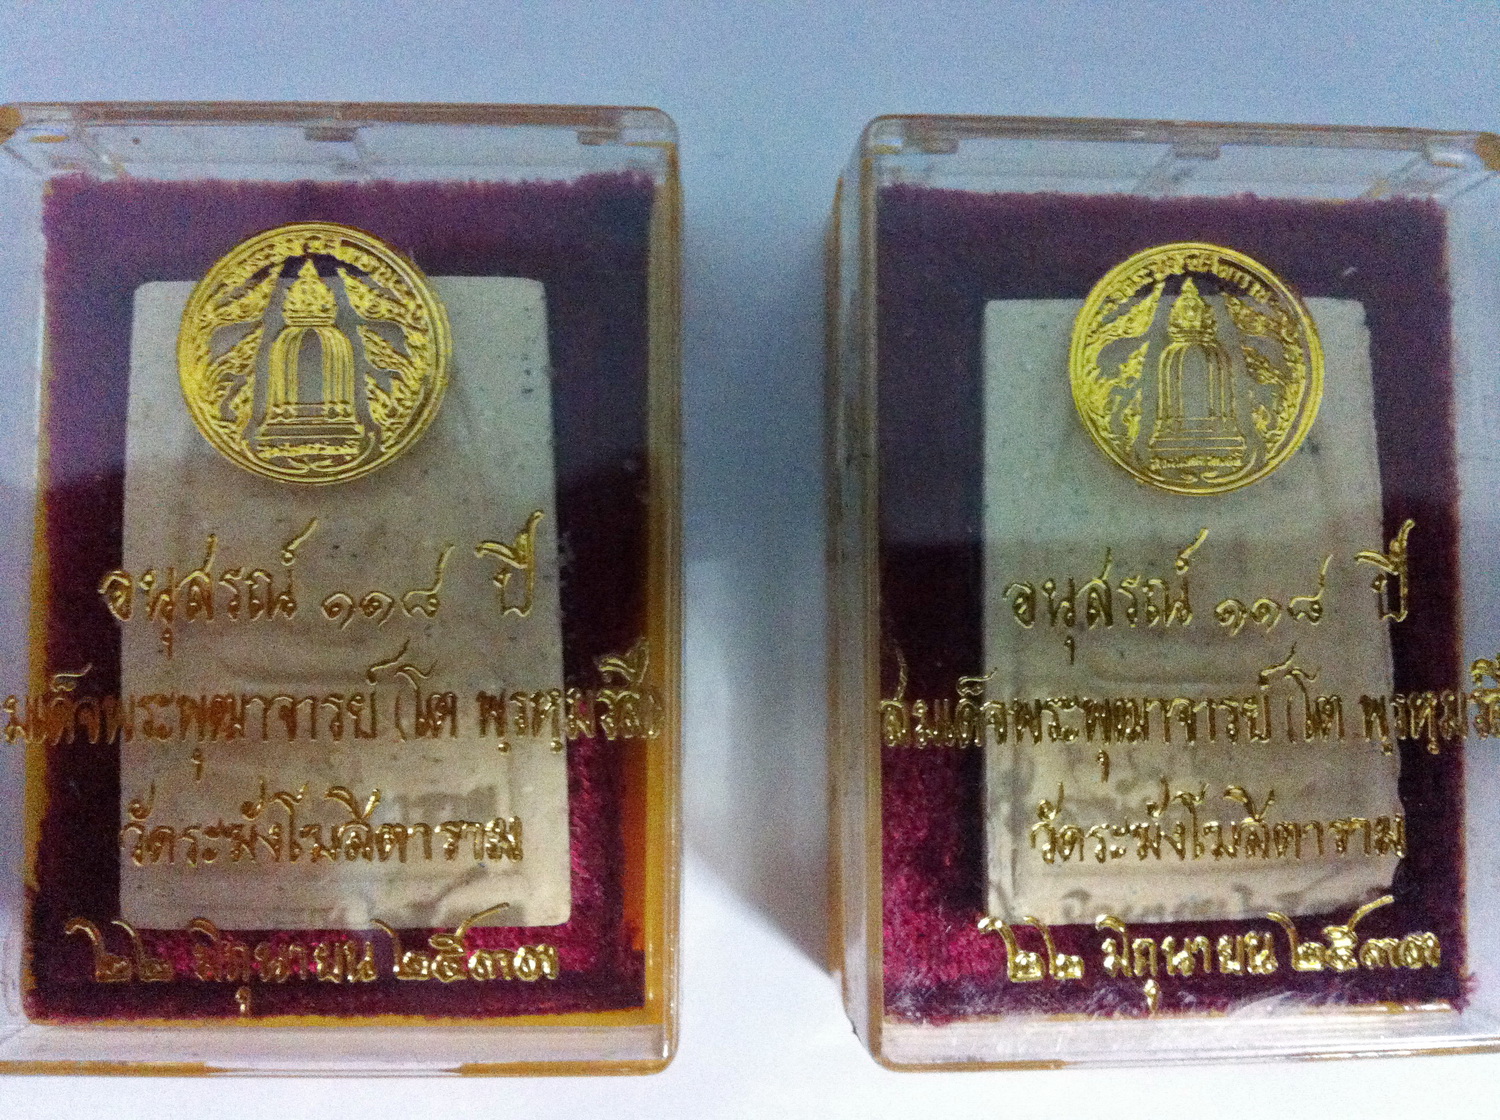 อนุสรณ์ ๑๑๘ ปี
มเด็จพระพุฒาจารย์ (โต พฺรหฺมรํสี)
วัดระฆังโฆสิตาราม
๒๒ มิถุนายน ๒๕๓๓
อนุสรณ์ ๑๑๘ ปี
สมเด็จพระพุฒาจารย์ (โต พฺรหฺมรํสี
วัดระฆังโฆสิตาราม
๒๒ มิถุนายน ๒๕๓๓